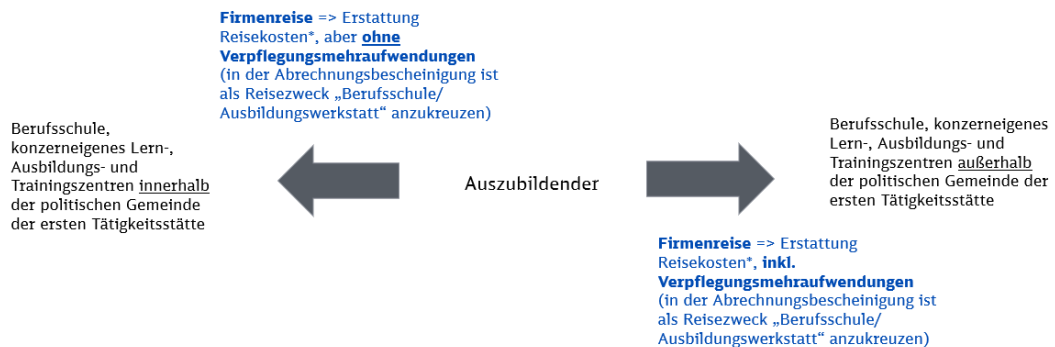 Firmenreise => Erstattung
Reisekosten*, aber ohne
Verpflegungsmehraufwendungen
(in der Abrechnungsbescheinigung ist
als Reisezweck „Berufsschule/
Ausbildungswerkstatt“ anzukreuzen)
Berufsschule,
konzerneigenes Lern-,
Ausbildungs- und
Trainingszentren innerhalb
der politischen Gemeinde
der ersten Tätigkeitsstätte
Auszubildender
Berufsschule, konzerneigenes
Lern-, Ausbildungs- und
Trainingszentren außerhalb
der politischen Gemeinde der
ersten Tätigkeitsstätte
Firmenreise => Erstattung
Reisekosten*, inkl.
Verpflegungsmehraufwendungen
(in der Abrechnungsbescheinigung ist
als Reisezweck „Berufsschule/
Ausbildungswerkstatt“ anzukreuzen)